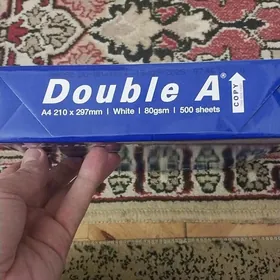 Double A®
A4 210 x 297mm | White | 80gsm | 500 sheets
COPY